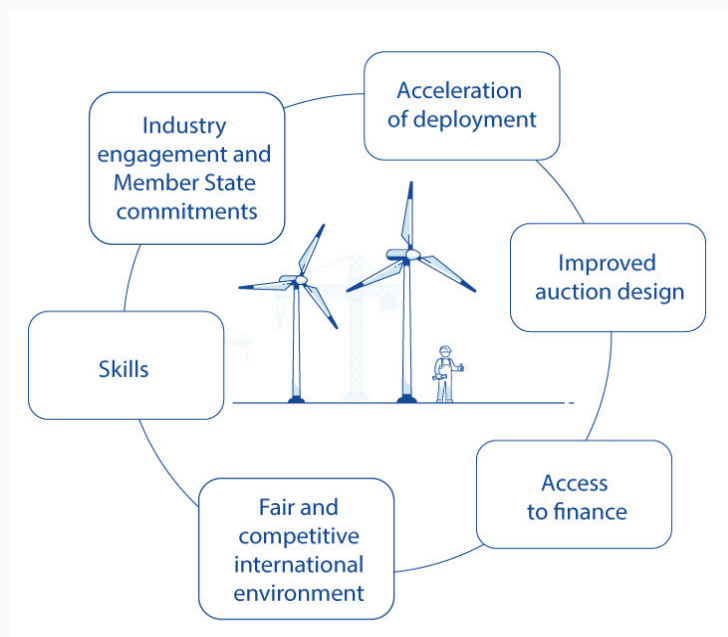 Acceleration
of deployment
Improved
auction design
Access
to finance
Fair and
competitive
international
environment
Skills
Industry
engagement and
Member State
commitments